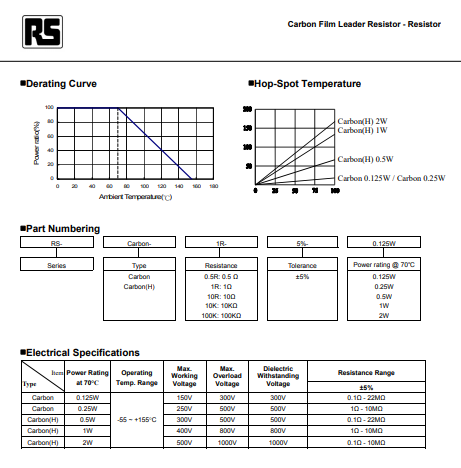 RS
Carbon Film Leader Resistor - Resistor
■Derating Curve
■Hop-Spot Temperature
Power ratio(%)
100
80
60
40
20
0
0 20 40 60 80 100 120 140 160 180
Ambient Temperature(℃)
100
50
0 25 50 75 100
Carbon(H) 2W
Carbon(H) 1W
Carbon(H) 0.5W
Carbon 0.125W / Carbon 0.25W
■Part Numbering
RS- Carbon- 1R- 5%- 0.125W
Series Type Resistance Tolerance Power rating @ 70°C
Carbon 0.5R: 0.5 Ω ±5% 0.125W
Carbon(H) 1R: 1Ω 0.25W
10R: 10Ω 0.5W
10K: 10KΩ 1W
100K: 100KΩ 2W
■Electrical Specifications
Item Type Power Rating at 70°C Operating Temp. Range Max. Working Voltage Max. Overload Voltage Dielectric Withstanding Voltage Resistance Range
±5%
Carbon 0.125W 150V 300V 300V 0.1Ω - 22MΩ
Carbon 0.25W 250V 500V 500V 1Ω - 10MΩ
Carbon(H) 0.5W -55 ~ +155°C 300V 500V 500V 0.1Ω - 22MΩ
Carbon(H) 1W 400V 800V 800V 1Ω - 10MΩ
Carbon(H) 2W 500V 1000V 1000V 0.1Ω - 10MΩ